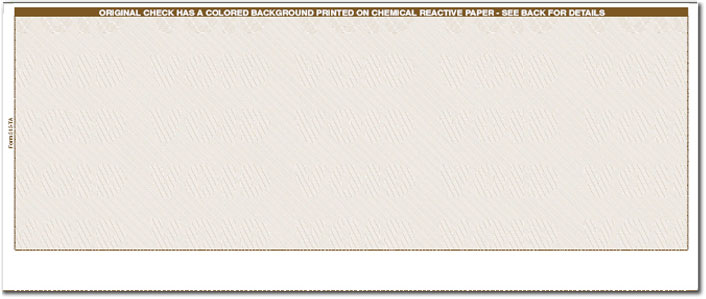 ORIGINAL CHECK HAS A COLORED BACKGROUND PRINTED ON CHEMICAL REACTIVE PAPER - SEE BACK FOR DETAILS